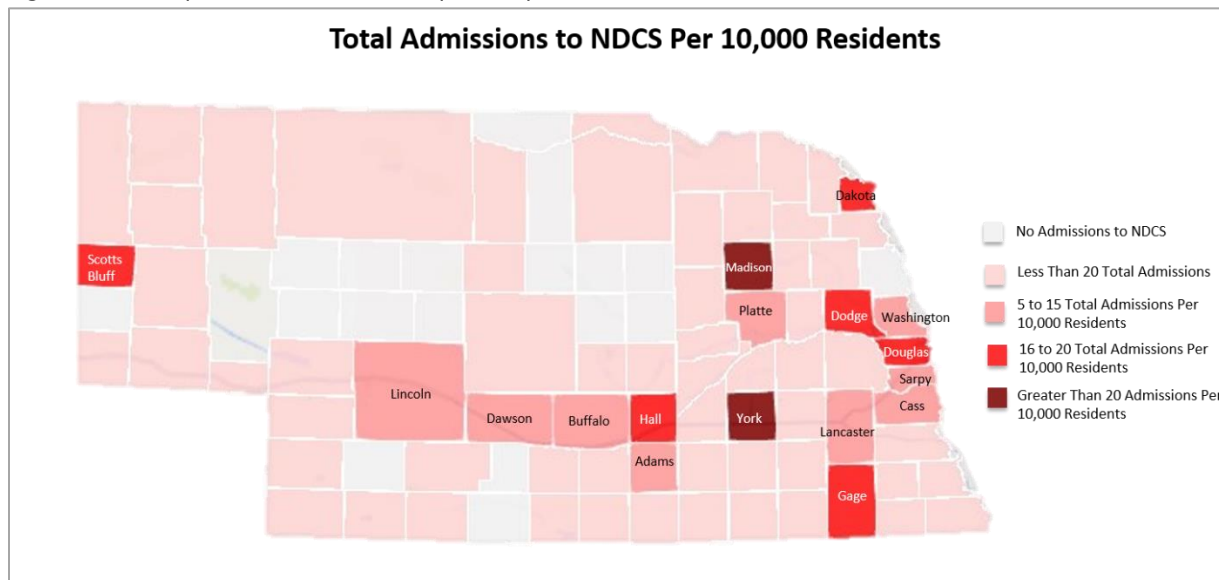 Total Admissions to NDCS Per 10,000 Residents
Dakota
No Admissions to NDCS
Scotts
Bluff
Madison
Less Than 20 Total Admissions
Platte
Dodge
Washington
5 to 15 Total Admissions Per
10,000 Residents
Douglas
16 to 20 Total Admissions Per
10,000 Residents
Sarpy
Lincoln
Cass
Greater Than 20 Admissions Per
10,000 Residents
Dawson
Buffalo
Hall
York
Lancaster
Adams
Gage